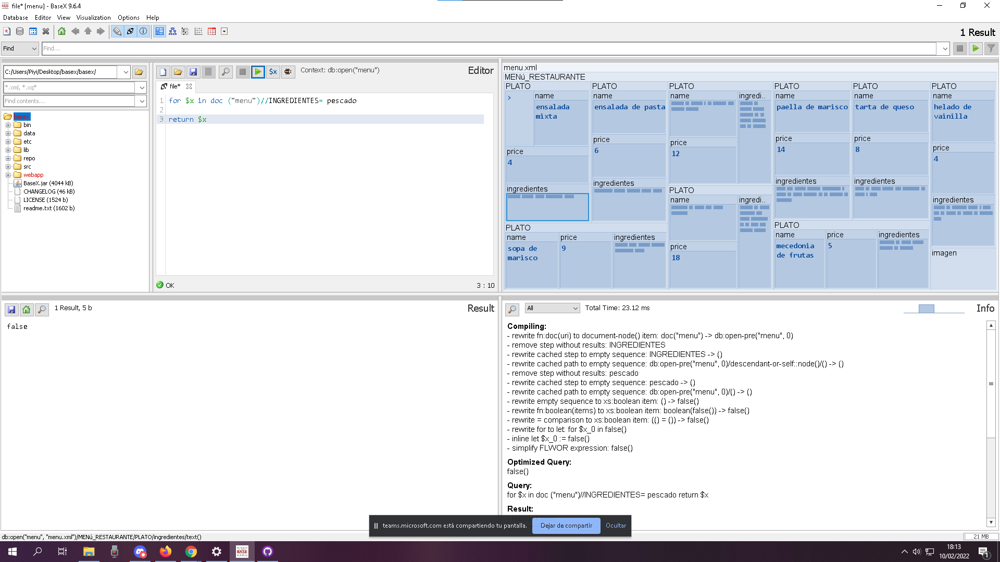 file* [menu] - BaseX 9.6.4
Database Editor View Visualization Options Help
1 Result
Find
Find...
C:/Users/Piyi/Desktop/basex/basex/
*.xml, *.xq*
Find contents...
basex
bin
data
etc
lib
repo
src
webapp
BaseX.jar (4044 kB)
CHANGELOG (46 kB)
LICENSE (1524 b)
readme.txt (1602 b)
$x
Context: db:open("menu")
Editor
file*
1 for $x in doc ("menu")//INGREDIENTES= pescado
2
3 return $x
OK
3 : 10
menu.xml
MENú_RESTAURANTE
PLATO
>
name
ensalada
mixta
price
4
ingredientes
PLATO
name
ensalada de pasta
price
6
ingredientes
PLATO
name
sopa de
marisco
price
9
ingredientes
PLATO
name
price
12
ingredi..
PLATO
name
price
18
ingredi..
PLATO
name
paella de marisco
price
14
ingredientes
PLATO
name
tarta de queso
price
8
ingredientes
PLATO
name
mecedonia
de frutas
price
5
ingredientes
PLATO
name
helado de
vainilla
price
4
ingredientes
imagen
1 Result, 5 b
Result
false
All
Total Time: 23.12 ms
Info
Compiling:
- rewrite fn:doc(uri) to document-node() item: doc("menu") -> db:open-pre("menu", 0)
- remove step without results: INGREDIENTES
- rewrite cached step to empty sequence: INGREDIENTES -> ()
- rewrite cached path to empty sequence: db:open-pre("menu", 0)/descendant-or-self::node()/() -> ()
- remove step without results: pescado
- rewrite cached step to empty sequence: pescado -> ()
- rewrite cached path to empty sequence: db:open-pre("menu", 0)/() -> ()
- rewrite empty sequence to xs:boolean item: () -> false()
- rewrite fn:boolean(items) to xs:boolean item: boolean(false()) -> false()
- rewrite = comparison to xs:boolean item: (() = ()) -> false()
- rewrite for to let: for $x_0 in false()
- inline let $x_0 := false()
- simplify FLWOR expression: false()
Optimized Query:
false()
Query:
for $x in doc ("menu")//INGREDIENTES= pescado return $x
Result:
teams.microsoft.com está compartiendo tu pantalla.
Dejar de compartir
Ocultar
db:open("menu", "menu.xml")/MENú_RESTAURANTE/PLATO/ingredientes/text()
21 MB
BASE
18:13
10/02/2022
1